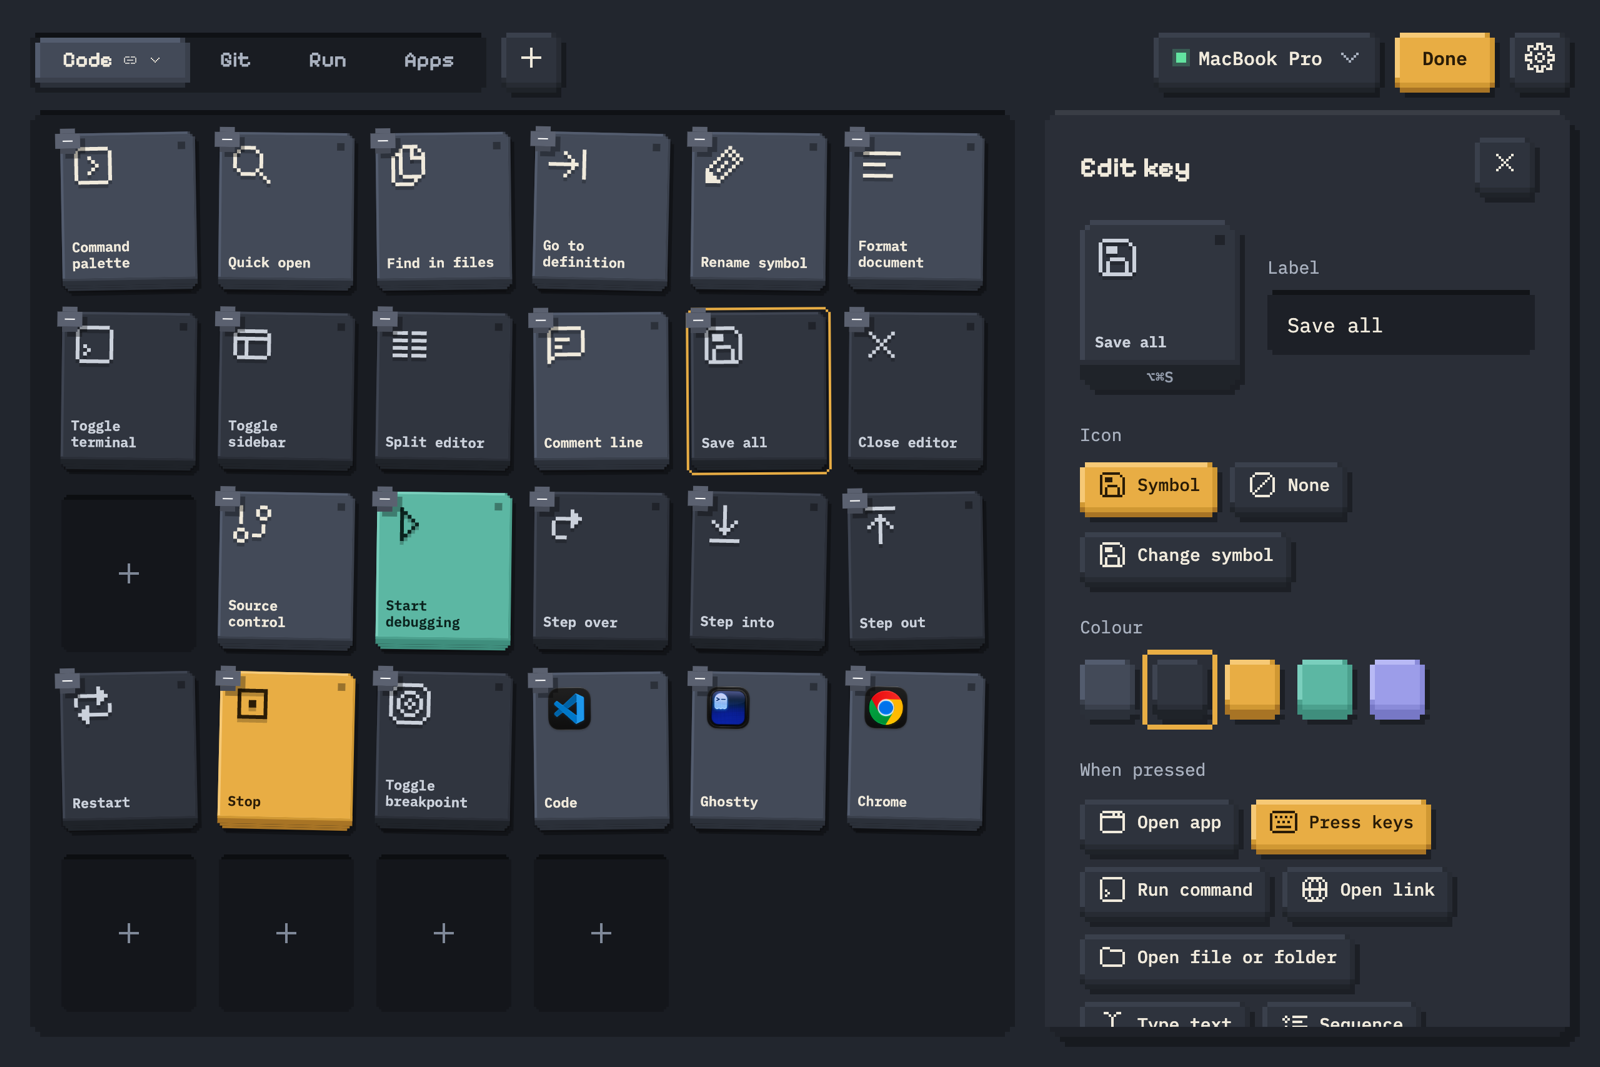 Code
Git
Run
Apps
MacBook Pro
Done
Command
palette
Quick open
Find in files
Go to
definition
Rename symbol
Format
document
Toggle
terminal
Toggle
sidebar
Split editor
Comment line
Save all
Close editor
Source
control
Start
debugging
Step over
Step into
Step out
Restart
Stop
Toggle
breakpoint
Code
Ghostty
Chrome
Edit key
Save all
⌥⌘S
Label
Save all
Icon
Symbol
None
Change symbol
Colour
When pressed
Open app
Press keys
Run command
Open link
Open file or folder
Type text
Sequence